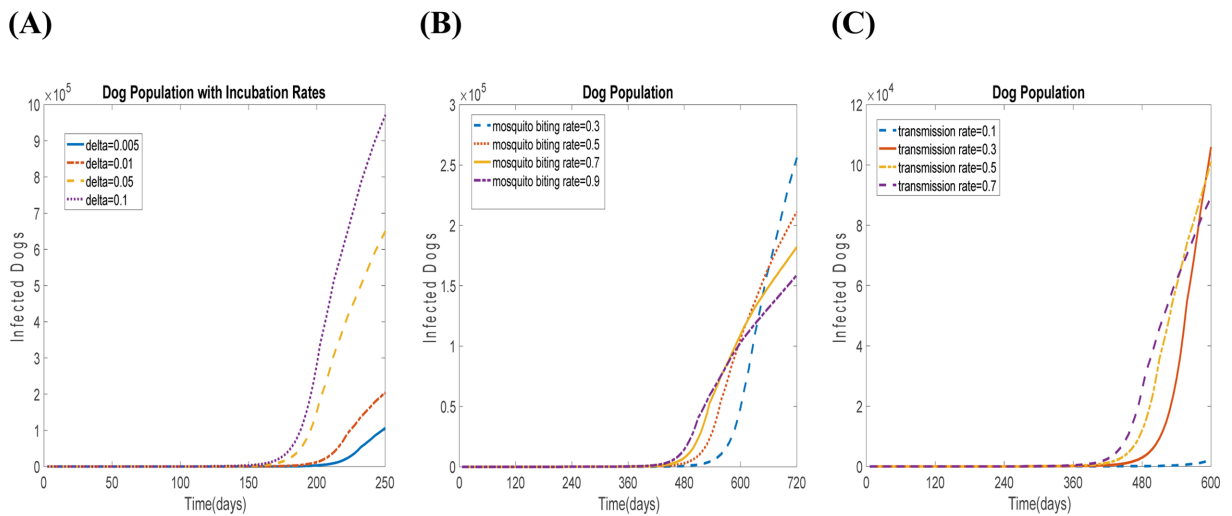 (A)
Dog Population with Incubation Rates
×10⁵
10
9
8
7
6
5
4
3
2
1
0
Infected Dogs
delta=0.005
delta=0.01
delta=0.05
delta=0.1
0 50 100 150 200 250
Time(days)
(B)
Dog Population
×10⁵
3
2.5
2
1.5
1
0.5
0
Infected Dogs
mosquito biting rate=0.3
mosquito biting rate=0.5
mosquito biting rate=0.7
mosquito biting rate=0.9
0 120 240 360 480 600 720
Time(days)
(C)
Dog Population
×10⁴
12
10
8
6
4
2
0
Infected Dogs
transmission rate=0.1
transmission rate=0.3
transmission rate=0.5
transmission rate=0.7
0 120 240 360 480 600
Time(days)